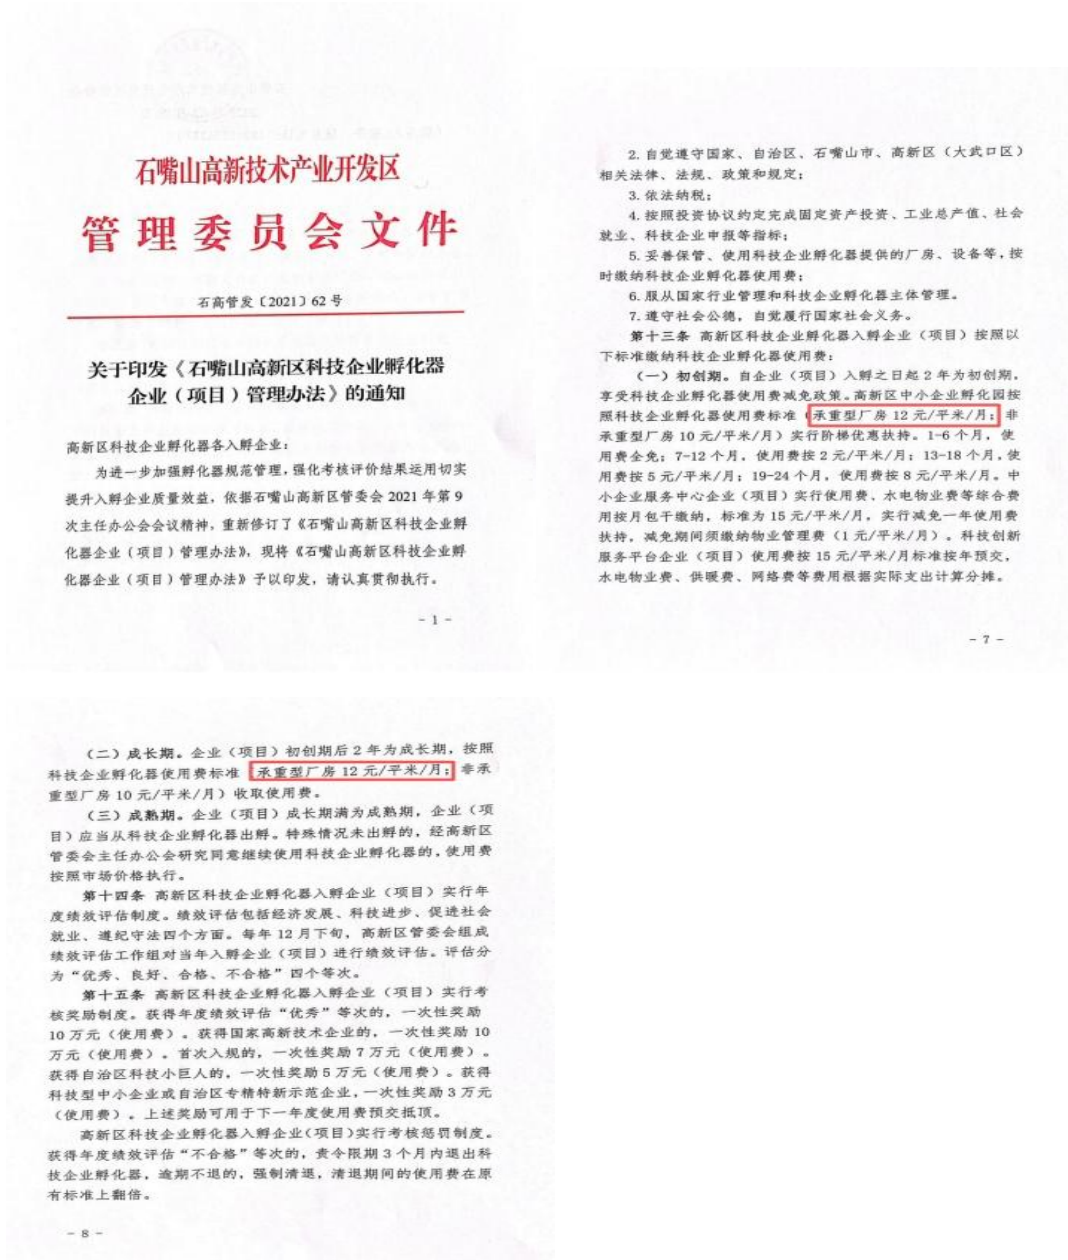 石嘴山高新技术产业开发区
管理委员会文件
石高管发〔2021〕62号
关于印发《石嘴山高新区科技企业孵化器
企业（项目）管理办法》的通知
高新区科技企业孵化器各入孵企业：
为进一步加强孵化器规范管理，强化考核评价结果运用切实
提升入孵企业质量效益，依据石嘴山高新区管委会2021年第9
次主任办公会会议精神，重新修订了《石嘴山高新区科技企业孵
化器企业（项目）管理办法》，现将《石嘴山高新区科技企业孵
化器企业（项目）管理办法》予以印发，请认真贯彻执行。
- 1 -
2.自觉遵守国家、自治区、石嘴山市、高新区（大武口区）
相关法律、法规、政策和规定；
3.依法纳税；
4.按照投资协议约定完成固定资产投资、工业总产值、社会
就业、科技企业申报等指标；
5.妥善保管、使用科技企业孵化器提供的厂房、设备等，按
时缴纳科技企业孵化器使用费；
6.服从国家行业管理和科技企业孵化器主体管理。
7.遵守社会公德，自觉履行国家社会义务。
第十三条 高新区科技企业孵化器入孵企业（项目）按照以
下标准缴纳科技企业孵化器使用费：
（一）初创期。自企业（项目）入孵之日起2年为初创期，
享受科技企业孵化器使用费减免政策。高新区中小企业孵化园按
照科技企业孵化器使用费标准（承重型厂房12元/平米/月；非
承重型厂房10元/平米/月）实行阶梯优惠扶持。1-6个月，使
用费全免；7-12个月，使用费按2元/平米/月；13-18个月，使
用费按5元/平米/月；19-24个月，使用费按8元/平米/月。中
小企业服务中心企业（项目）实行使用费、水电物业费等综合费
用按月包干缴纳，标准为15元/平米/月，实行减免一年使用费
扶持，减免期间须缴纳物业管理费（1元/平米/月）。科技创新
服务平台企业（项目）使用费按15元/平米/月标准按年预交，
水电物业费、供暖费、网络费等费用根据实际支出计算分摊。
- 7 -
（二）成长期。企业（项目）初创期后2年为成长期，按照
科技企业孵化器使用费标准（承重型厂房12元/平米/月；非承
重型厂房10元/平米/月）收取使用费。
（三）成熟期。企业（项目）成长期满为成熟期，企业（项
目）应当从科技企业孵化器出孵。特殊情况未出孵的，经高新区
管委会主任办公会研究同意继续使用科技企业孵化器的，使用费
按照市场价格执行。
第十四条 高新区科技企业孵化器入孵企业（项目）实行年
度绩效评估制度。绩效评估包括经济发展、科技进步、促进社会
就业、遵纪守法四个方面。每年12月下旬，高新区管委会组成
绩效评估工作组对当年入孵企业（项目）进行绩效评估。评估分
为“优秀、良好、合格、不合格”四个等次。
第十五条 高新区科技企业孵化器入孵企业（项目）实行考
核奖励制度。获得年度绩效评估“优秀”等次的，一次性奖励
10万元（使用费）。获得国家高新技术企业的，一次性奖励10
万元（使用费）。首次入规的，一次性奖励7万元（使用费）。
获得自治区科技小巨人的，一次性奖励5万元（使用费）。获得
科技型中小企业或自治区专精特新示范企业，一次性奖励3万元
（使用费）。上述奖励可用于下一年度使用费预交抵顶。
高新区科技企业孵化器入孵企业（项目）实行考核惩罚制度。
获得年度绩效评估“不合格”等次的，责令限期3个月内退出科
技企业孵化器，逾期不退的，强制清退，清退期间的使用费在原
有标准上翻倍。
- 8 -